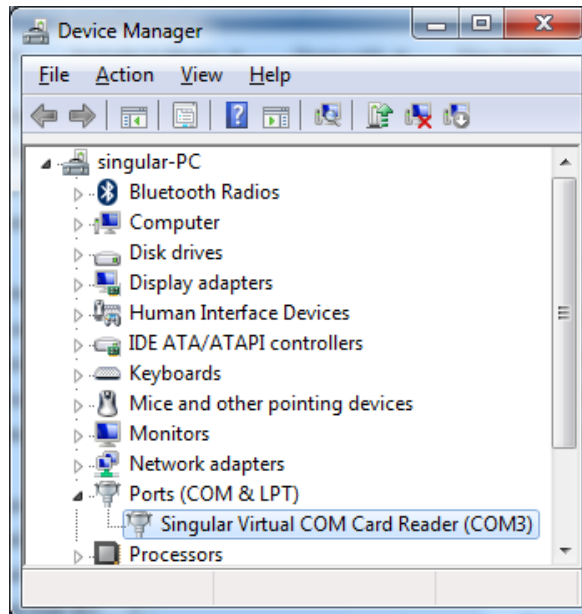 Device Manager
File Action View Help
singular-PC
Bluetooth Radios
Computer
Disk drives
Display adapters
Human Interface Devices
IDE ATA/ATAPI controllers
Keyboards
Mice and other pointing devices
Monitors
Network adapters
Ports (COM & LPT)
Singular Virtual COM Card Reader (COM3)
Processors